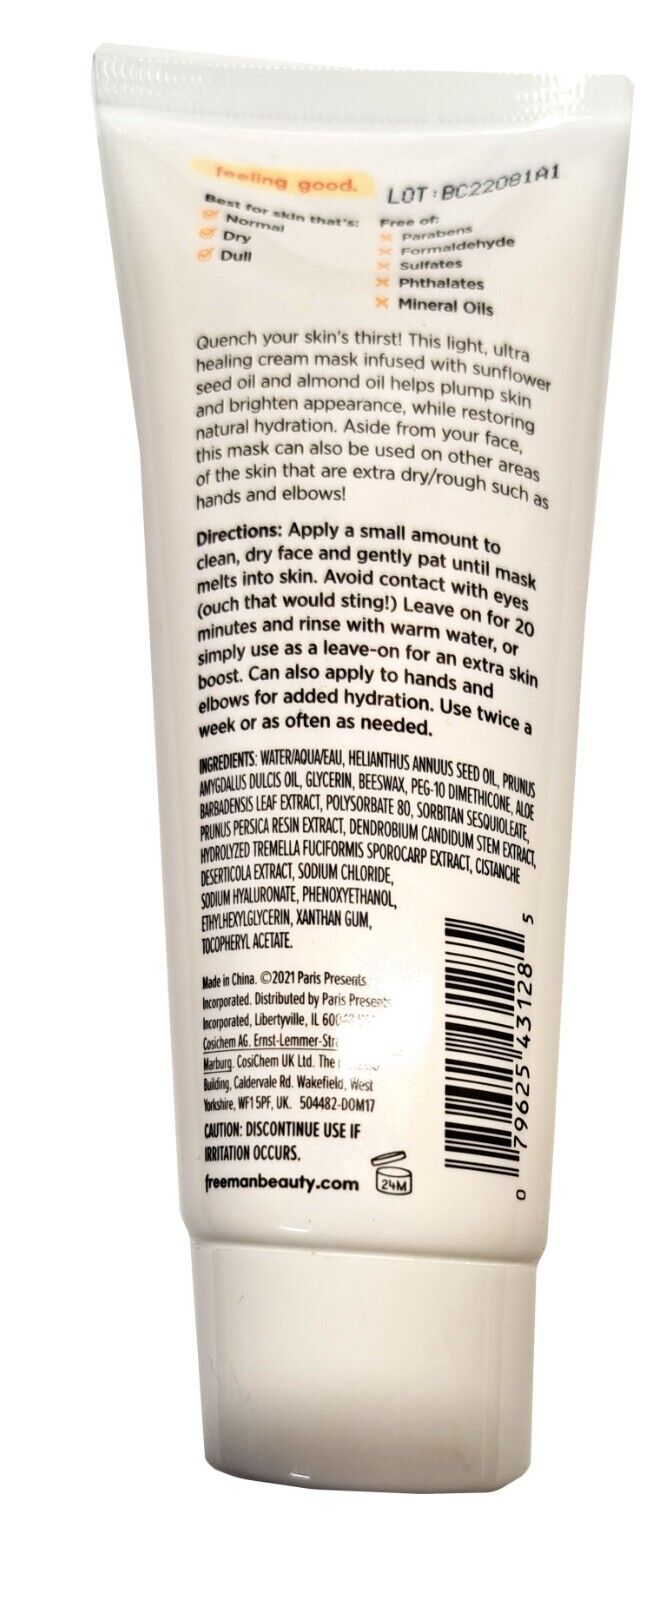 feeling good.
LOT: BC22081A1
Best for skin that's:
Normal
Dry
Dull
Free of:
Parabens
Formaldehyde
Sulfates
Phthalates
Mineral Oils
Quench your skin's thirst! This light, ultra
healing cream mask infused with sunflower
seed oil and almond oil helps plump skin
and brighten appearance, while restoring
natural hydration. Aside from your face,
this mask can also be used on other areas
of the skin that are extra dry/rough such as
hands and elbows!
Directions: Apply a small amount to
clean, dry face and gently pat until mask
melts into skin. Avoid contact with eyes
(ouch that would sting!) Leave on for 20
minutes and rinse with warm water, or
simply use as a leave-on for an extra skin
boost. Can also apply to hands and
elbows for added hydration. Use twice a
week or as often as needed.
INGREDIENTS: WATER/AQUA/EAU, HELIANTHUS ANNUUS SEED OIL, PRUNUS
AMYGDALUS DULCIS OIL, GLYCERIN, BEESWAX, PEG-10 DIMETHICONE, ALOE
BARBADENSIS LEAF EXTRACT, POLYSORBATE 80, SORBITAN SESQUIOLEATE,
PRUNUS PERSICA RESIN EXTRACT, DENDROBIUM CANDIDUM STEM EXTRACT,
HYDROLYZED TREMELLA FUCIFORMIS SPOROCARP EXTRACT, CISTANCHE
DESERTICOLA EXTRACT, SODIUM CHLORIDE,
SODIUM HYALURONATE, PHENOXYETHANOL,
ETHYLHEXYLGLYCERIN, XANTHAN GUM,
TOCOPHERYL ACETATE.
Made in China. ©2021 Paris Presents
Incorporated. Distributed by Paris Presents
Incorporated, Libertyville, IL
Cosichem AG. Ernst-Lemmer-
Marburg. CosiChem UK Ltd. The
Building, Caldervale Rd. Wakefield, West
Yorkshire, WF1 5PF, UK. 504482-DOM17
CAUTION: DISCONTINUE USE IF
IRRITATION OCCURS.
freemanbeauty.com
24M
0 79625 43128 5